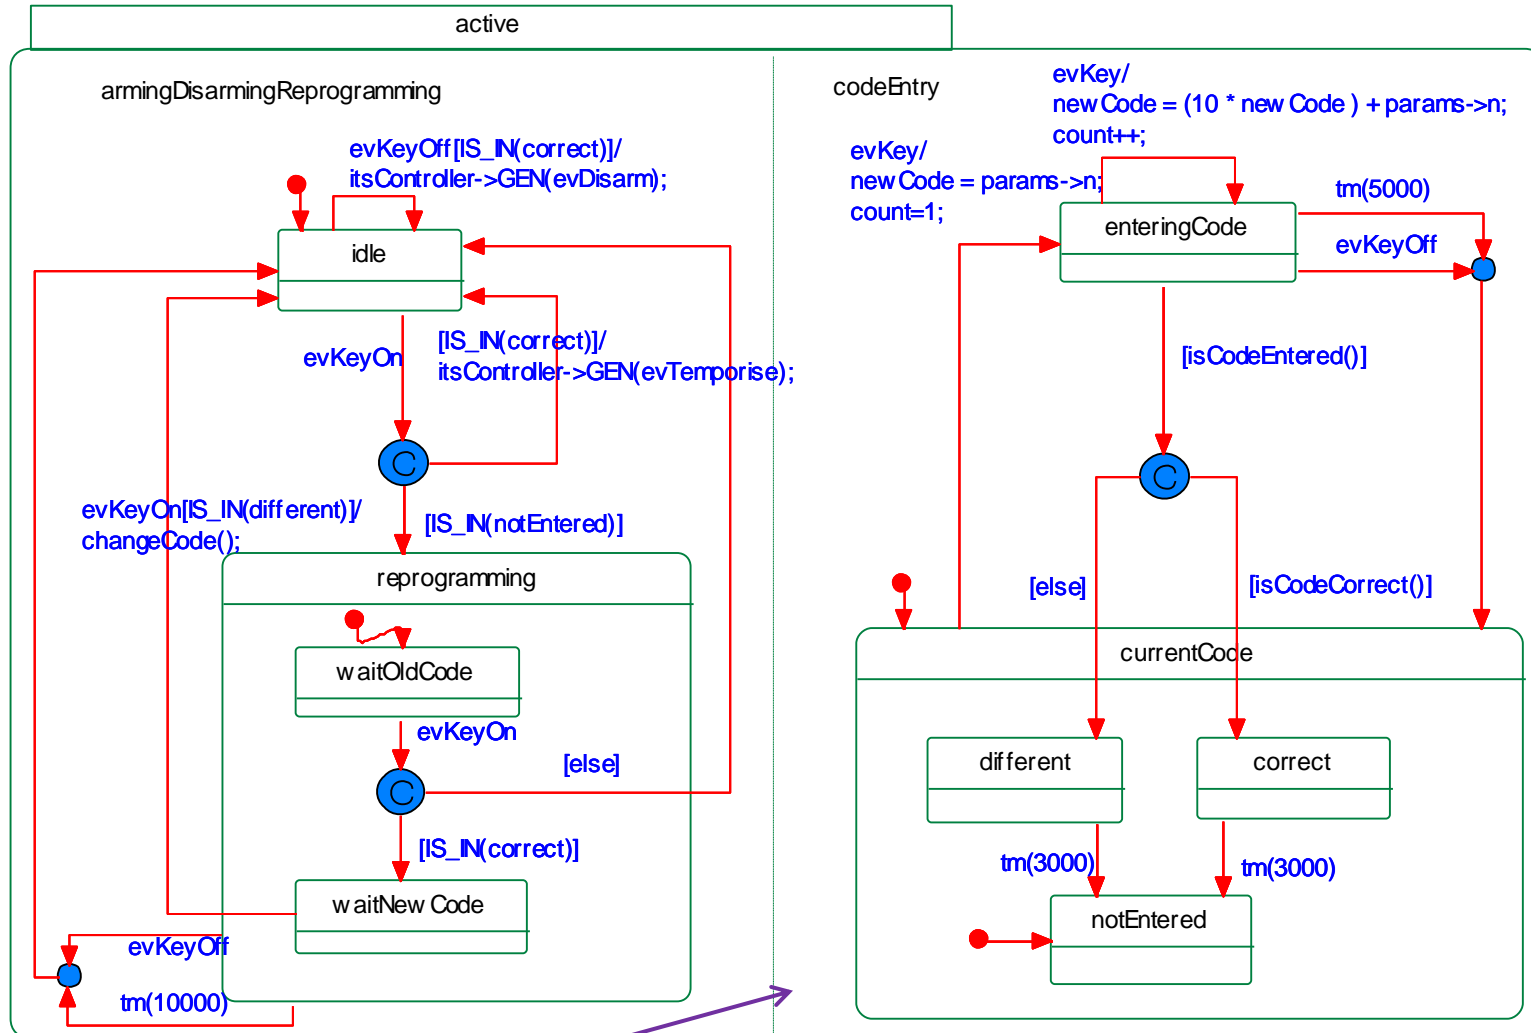 active
armingDisarmingReprogramming
evKeyOff[IS_IN(correct)]/
itsController->GEN(evDisarm);
idle
evKeyOn
[IS_IN(correct)]/
itsController->GEN(evTemporise);
C
evKeyOn[IS_IN(different)]/
changeCode();
[IS_IN(notEntered)]
reprogramming
waitOldCode
evKeyOn
C
[else]
[IS_IN(correct)]
waitNewCode
evKeyOff
tm(10000)
codeEntry
evKey/
newCode = (10 * newCode ) + params->n;
count++;
evKey/
newCode = params->n;
count=1;
enteringCode
tm(5000)
evKeyOff
[isCodeEntered()]
C
[else]
[isCodeCorrect()]
currentCode
different
correct
tm(3000)
tm(3000)
notEntered